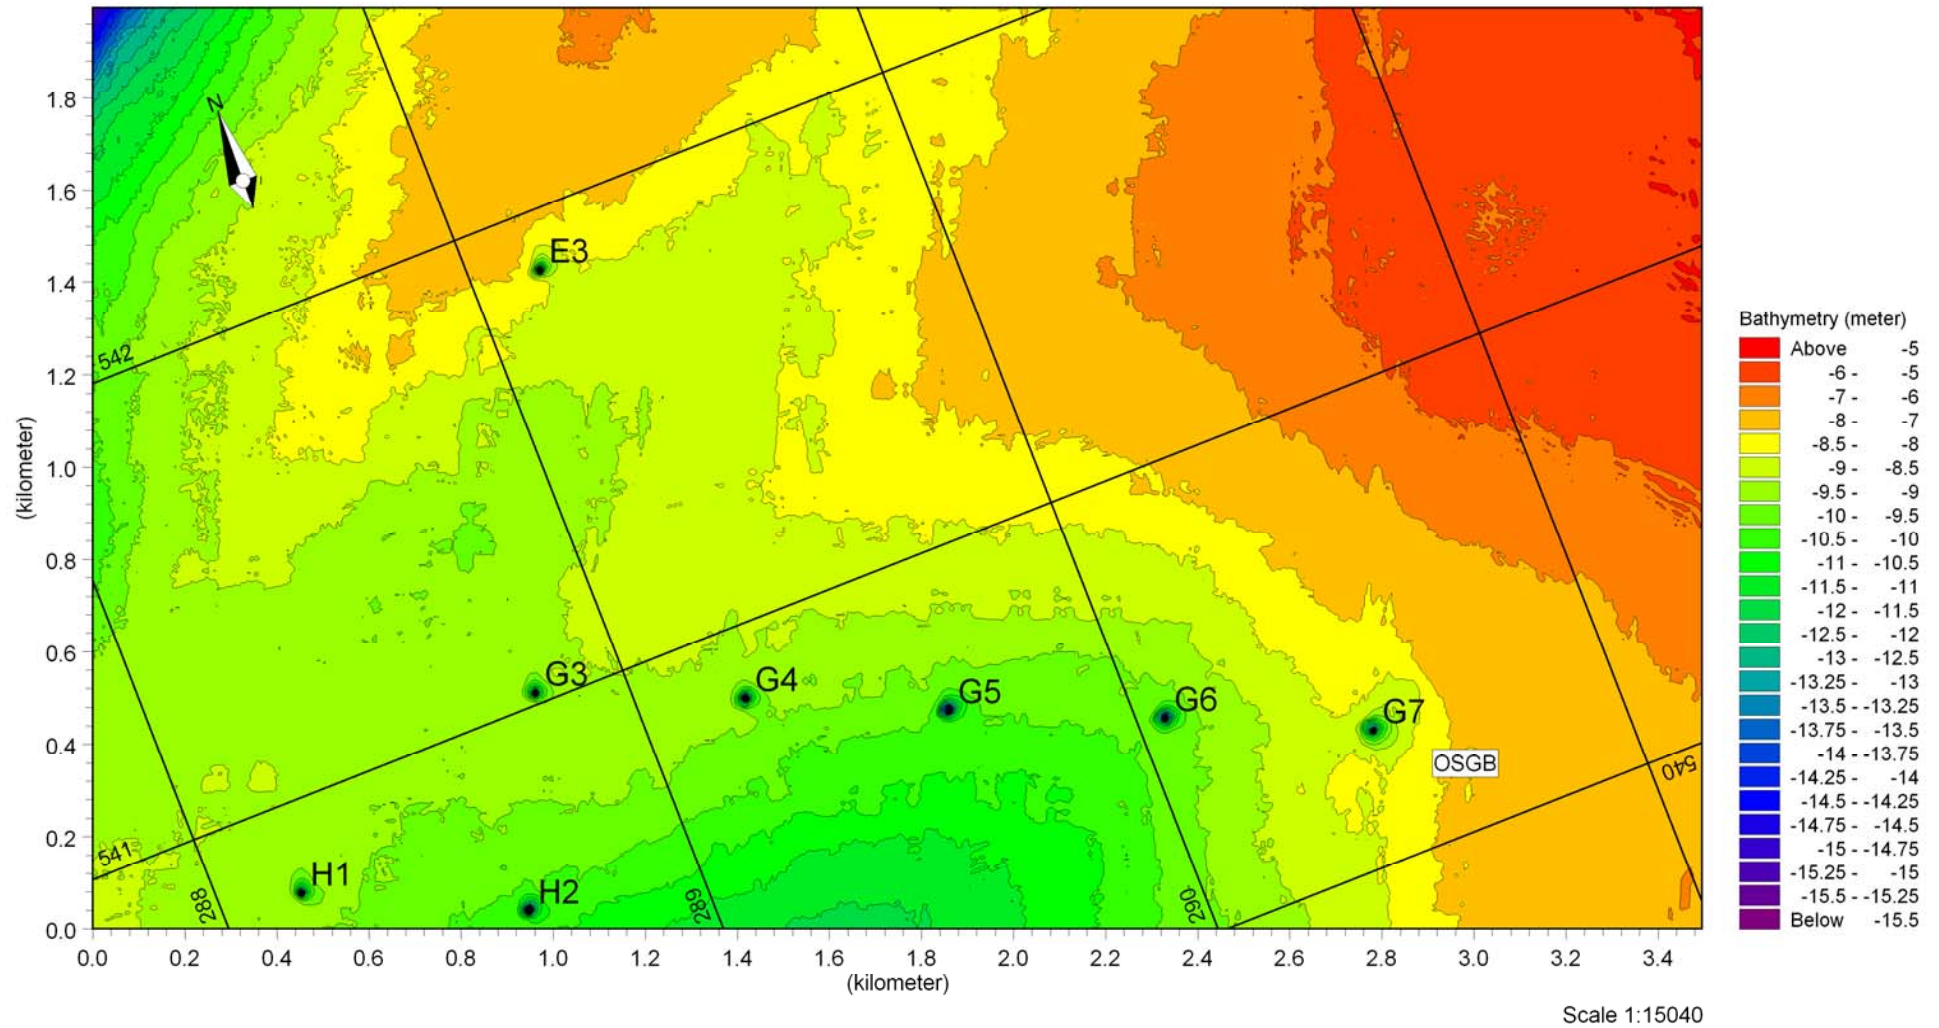 N
E3
542
G3
G4
G5
G6
G7
OSGB
540
541
H1
H2
288
289
290
1.8
1.6
1.4
1.2
1.0
0.8
0.6
0.4
0.2
0.0
(kilometer)
0.0 0.2 0.4 0.6 0.8 1.0 1.2 1.4 1.6 1.8 2.0 2.2 2.4 2.6 2.8 3.0 3.2 3.4
(kilometer)
Bathymetry (meter)
Above -5
-6 - -5
-7 - -6
-8 - -7
-8.5 - -8
-9 - -8.5
-9.5 - -9
-10 - -9.5
-10.5 - -10
-11 - -10.5
-11.5 - -11
-12 - -11.5
-12.5 - -12
-13 - -12.5
-13.25 - -13
-13.5 - -13.25
-13.75 - -13.5
-14 - -13.75
-14.25 - -14
-14.5 - -14.25
-14.75 - -14.5
-15 - -14.75
-15.25 - -15
-15.5 - -15.25
Below -15.5
Scale 1:15040